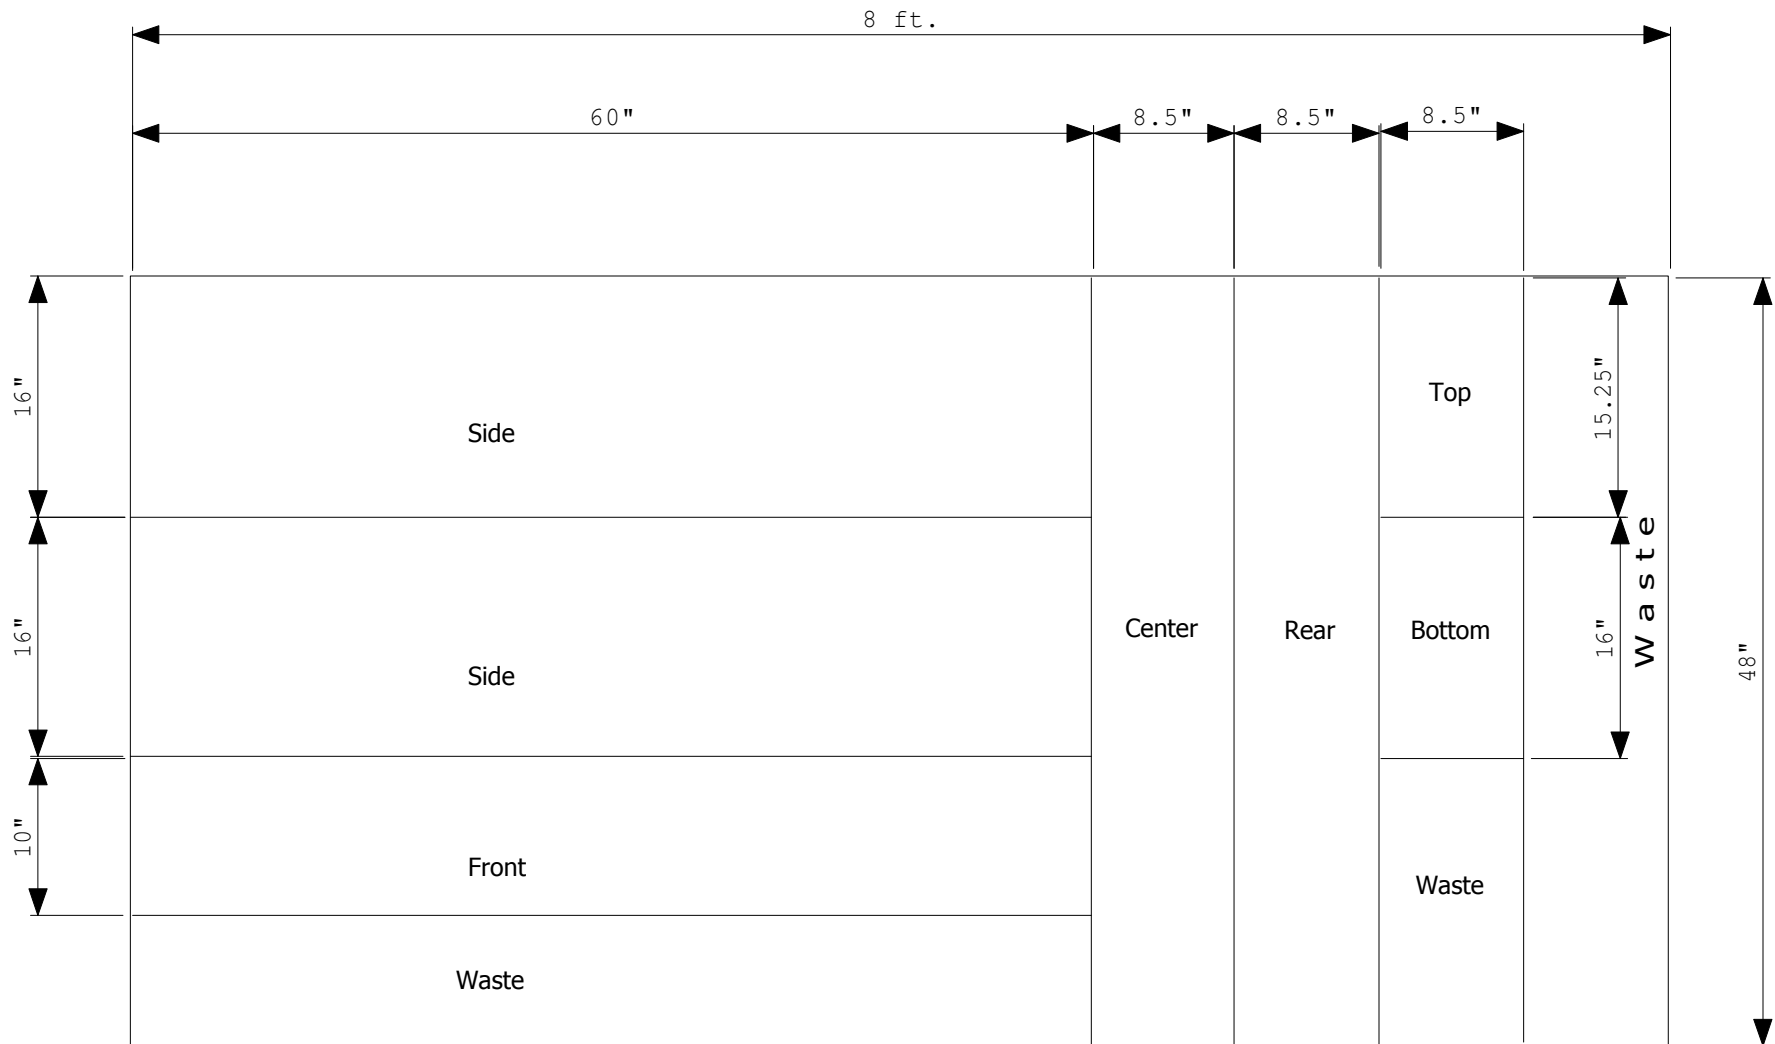 8 ft.
60"
8.5"
8.5"
8.5"
16"
Side
Top
15.25"
16"
Side
Center
Rear
Bottom
16"
Waste
48"
10"
Front
Waste
Waste